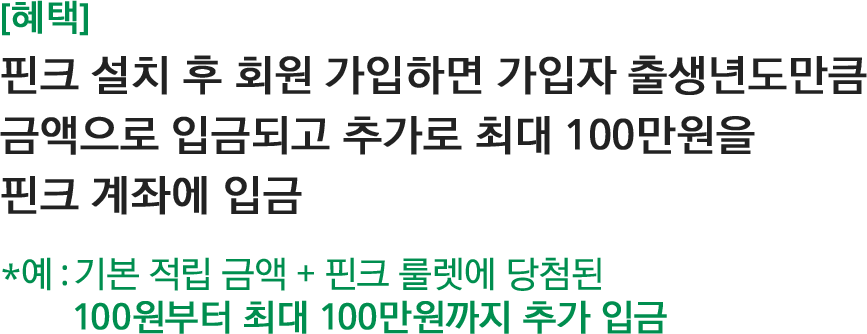 [혜택]
핀크 설치 후 회원 가입하면 가입자 출생년도만큼
금액으로 입금되고 추가로 최대 100만원을
핀크 계좌에 입금
*예 : 기본 적립 금액 + 핀크 룰렛에 당첨된
100원부터 최대 100만원까지 추가 입금